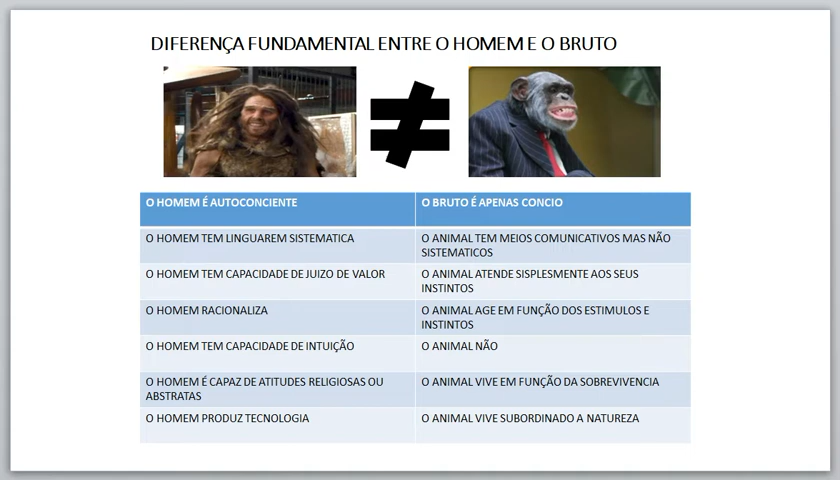 DIFERENÇA FUNDAMENTAL ENTRE O HOMEM E O BRUTO
O HOMEM É AUTOCONCIENTE
O BRUTO É APENAS CONCIO
O HOMEM TEM LINGUAREM SISTEMATICA
O ANIMAL TEM MEIOS COMUNICATIVOS MAS NÃO
SISTEMATICOS
O HOMEM TEM CAPACIDADE DE JUIZO DE VALOR
O ANIMAL ATENDE SISPLESMENTE AOS SEUS
INSTINTOS
O HOMEM RACIONALIZA
O ANIMAL AGE EM FUNÇÃO DOS ESTIMULOS E
INSTINTOS
O HOMEM TEM CAPACIDADE DE INTUIÇÃO
O ANIMAL NÃO
O HOMEM É CAPAZ DE ATITUDES RELIGIOSAS OU
ABSTRATAS
O ANIMAL VIVE EM FUNÇÃO DA SOBREVIVENCIA
O HOMEM PRODUZ TECNOLOGIA
O ANIMAL VIVE SUBORDINADO A NATUREZA